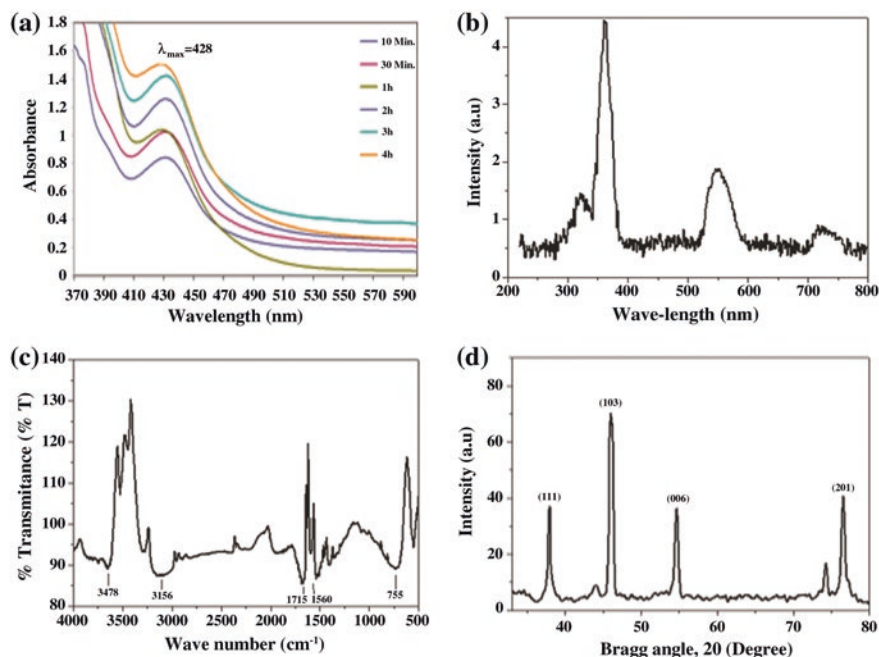 (a)
λmax=428
Absorbance
1.8
1.6
1.4
1.2
1
0.8
0.6
0.4
0.2
0
370 390 410 430 450 470 490 510 530 550 570 590
Wavelength (nm)
10 Min.
30 Min.
1h
2h
3h
4h
(b)
Intensity (a.u)
4
3
2
1
0
200 300 400 500 600 700 800
Wave-length (nm)
(c)
% Transmitance (% T)
140
130
120
110
100
90
80
3478 3156 1715 1560 755
4000 3500 3000 2500 2000 1500 1000 500
Wave number (cm-1)
(d)
Intensity (a.u)
80
60
40
20
0
(111)
(103)
(006)
(201)
40 50 60 70 80
Bragg angle, 20 (Degree)